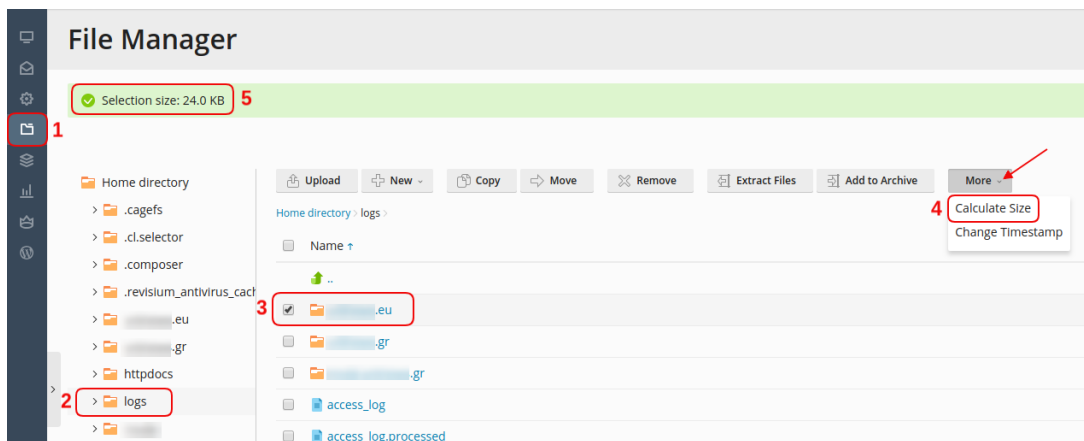 File Manager
Selection size: 24.0 KB 5
1
Home directory
.cagefs
.cl.selector
.composer
.revisium_antivirus_cach
.eu
.gr
httpdocs
2 logs
Upload New Copy Move Remove Extract Files Add to Archive More
4 Calculate Size
Change Timestamp
Home directory > logs >
Name ↑
..
3 .eu
.gr
.gr
access_log
access_log.processed